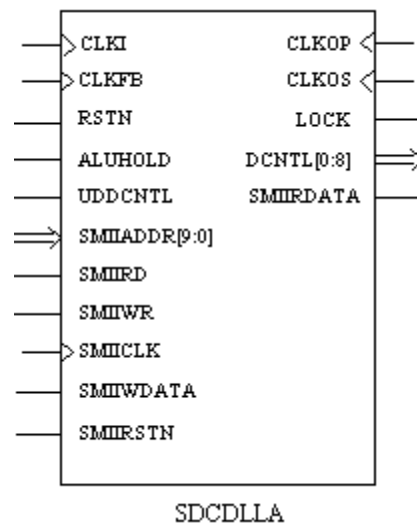 CLKI
CLKFB
RSTN
ALUHOLD
UDDCNTL
SMIIADDR[9:0]
SMIIRD
SMIIWR
SMIICLK
SMIIWDATA
SMIIRSTN
CLKOP
CLKOS
LOCK
DCNTL[0:8]
SMIIRDATA
SDCDLLA